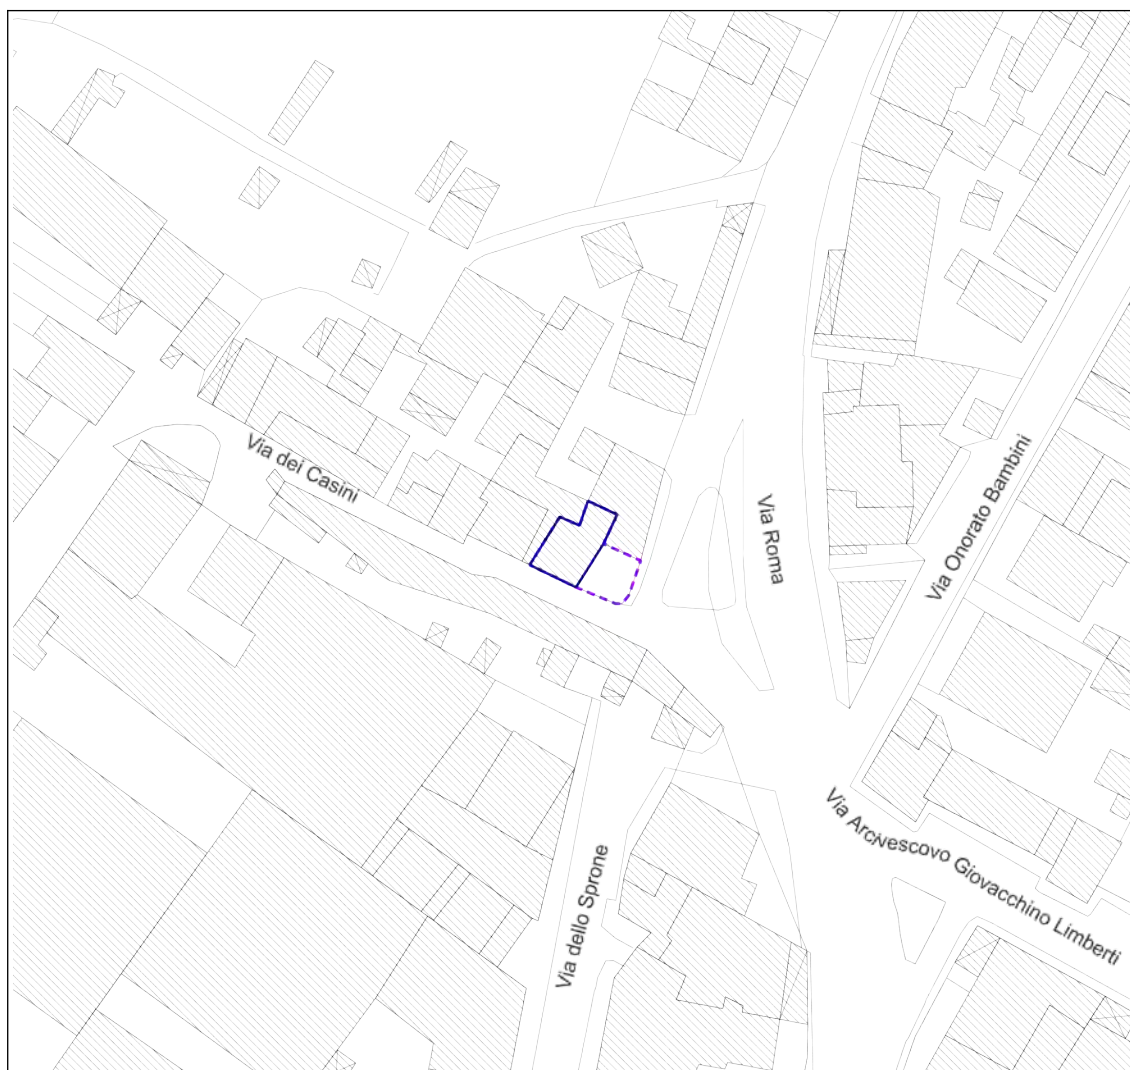 Via dei Casini
Via Roma
Via Onorato Bambini
Via Arcivescovo Giovacchino Limberti
Via dello Sprone